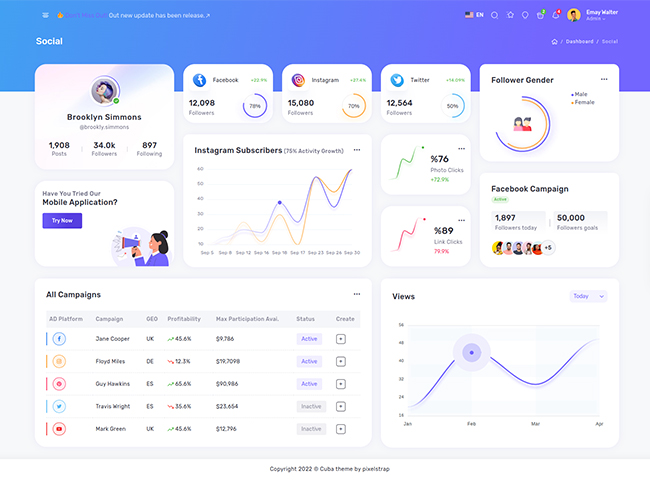 Out new update has been release.
EN
Emay Walter
Admin
Social
Dashboard / Social
Brooklyn Simmons
@brookly.simmons
1,908 34.0k 897
Posts Followers Following
Facebook +22.9%
12,098
Followers
78%
Instagram +27.4%
15,080
Followers
70%
Twitter +14.09%
12,564
Followers
50%
Follower Gender
Male
Female
Have You Tried Our
Mobile Application?
Try Now
Instagram Subscribers (75% Activity Growth)
60
50
40
30
20
10
Sep 5 Sep 9 Sep 12 Sep 16 Sep 18 Sep 17 Sep 23 Sep 26 Sep 30
%76
Photo Clicks
+72.9%
%89
Link Clicks
79.9%
Facebook Campaign
Active
1,897
Followers today
50,000
Followers goals
+5
All Campaigns
AD Platform Campaign GEO Profitability Max Participation Avai. Status Create
Jane Cooper UK 45.6% $9,786 Active
Floyd Miles DE 12.3% $19,7098 Active
Guy Hawkins ES 65.6% $90,986 Active
Travis Wright ES 35.6% $23,654 Inactive
Mark Green UK 45.6% $12,796 Inactive
Views
Today
56
48
40
32
24
16
Jan Feb Mar Apr
Copyright 2022 © Cuba theme by pixelstrap